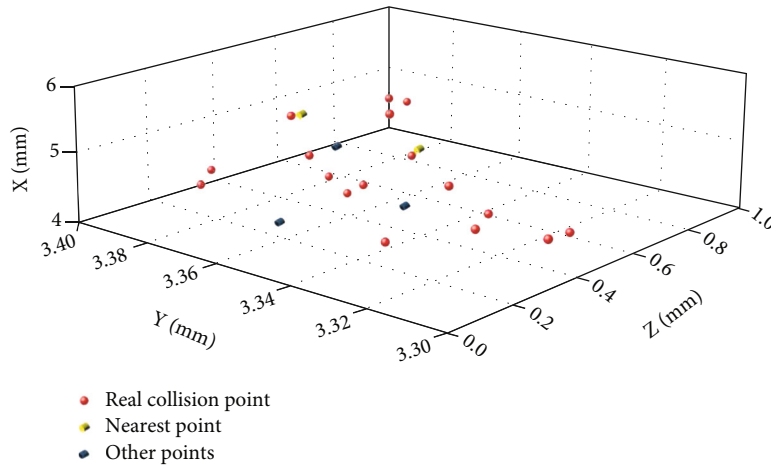 6
5
4
X (mm)
3.40
3.38
3.36
3.34
3.32
3.30
Y (mm)
0.0
0.2
0.4
0.6
0.8
1.0
Z (mm)
Real collision point
Nearest point
Other points